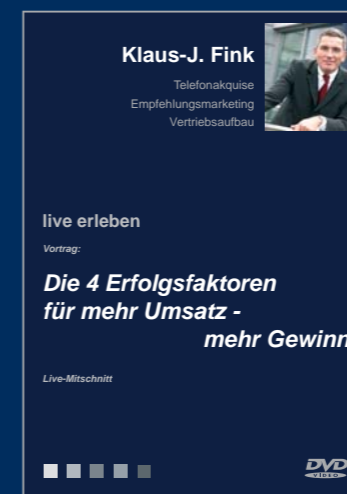 Klaus-J. Fink
Telefonakquise
Empfehlungsmarketing
Vertriebsaufbau
live erleben
Vortrag:
Die 4 Erfolgsfaktoren
für mehr Umsatz -
mehr Gewinn
Live-Mitschnitt
DVD
VIDEO